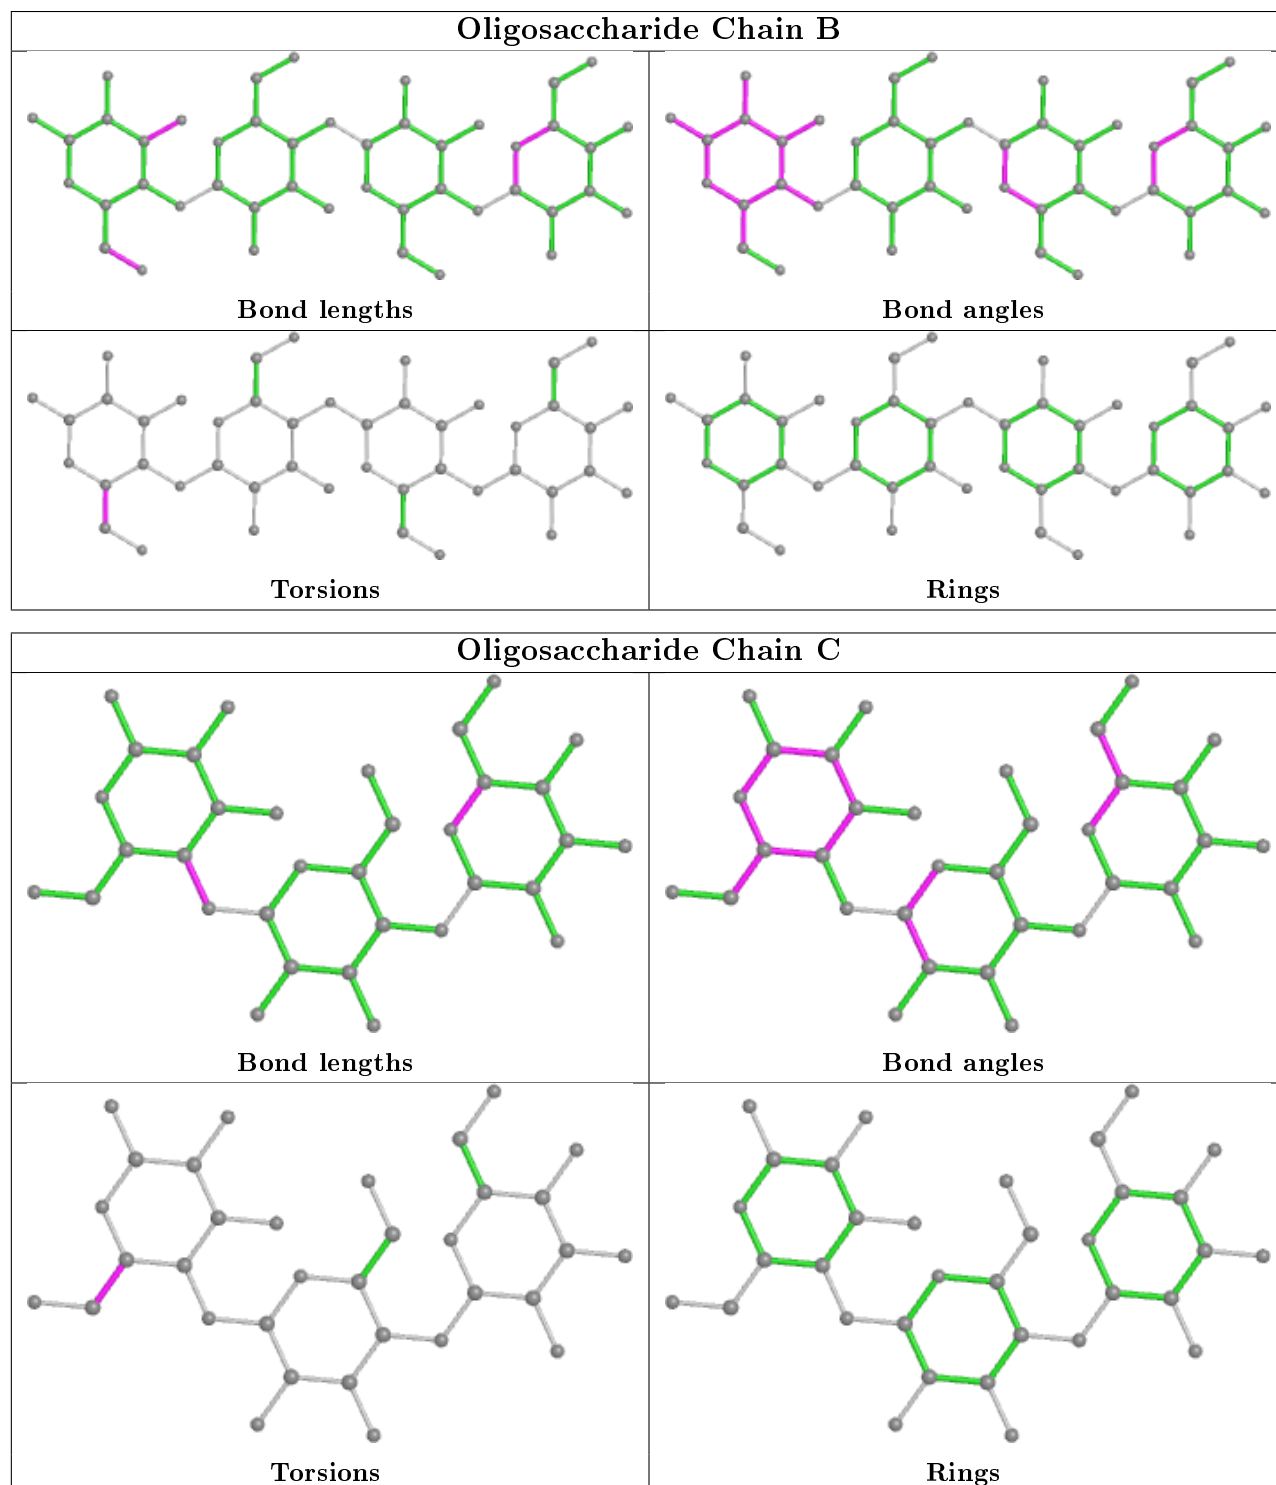 Oligosaccharide Chain B
Bond lengths
Bond angles
Torsions
Rings
Oligosaccharide Chain C
Bond lengths
Bond angles
Torsions
Rings